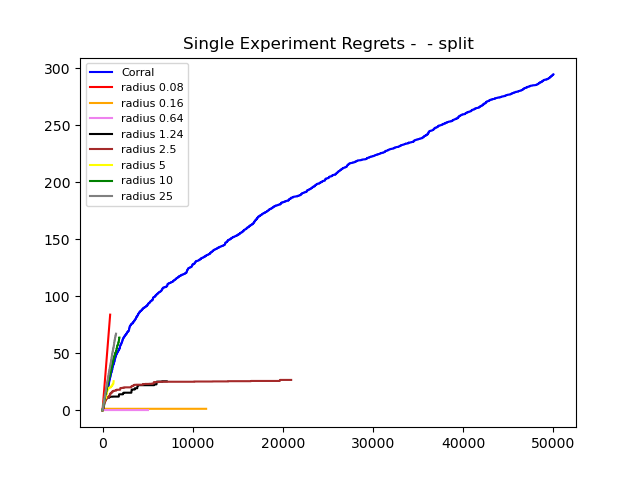 Single Experiment Regrets -  - split
300
250
200
150
100
50
0
Corral
radius 0.08
radius 0.16
radius 0.64
radius 1.24
radius 2.5
radius 5
radius 10
radius 25
0 10000 20000 30000 40000 50000